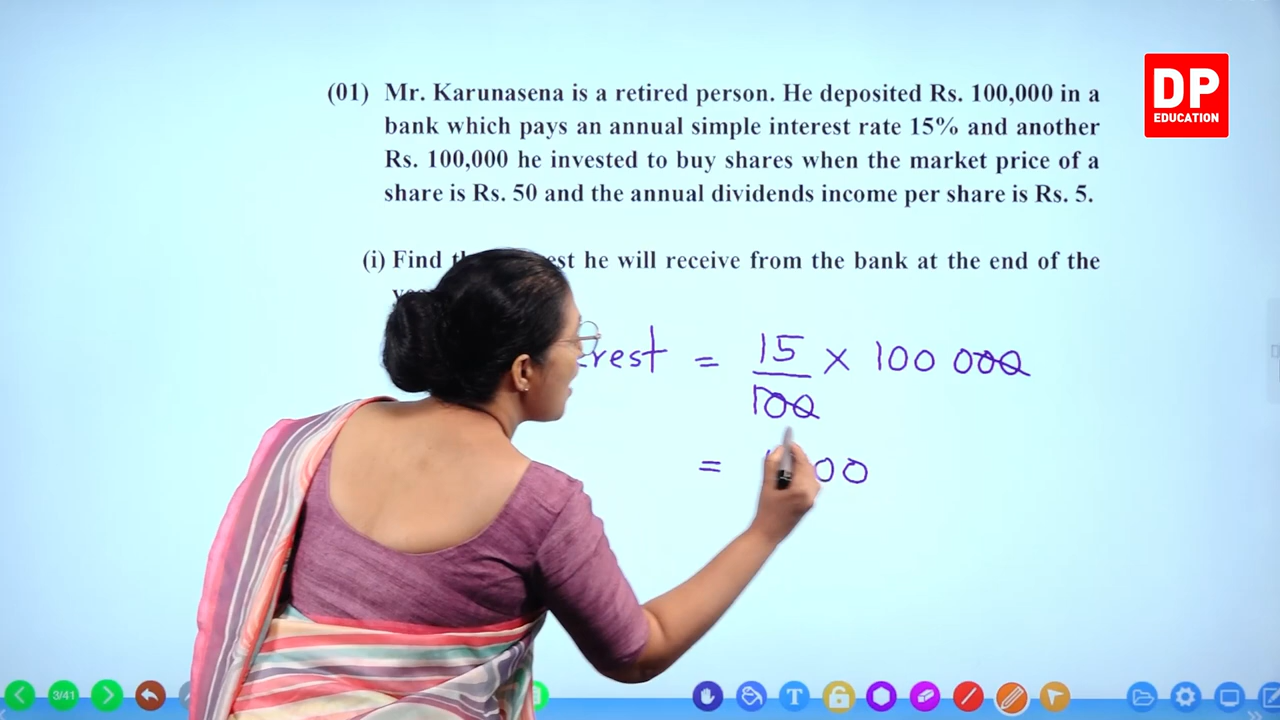 DP
EDUCATION
(01) Mr. Karunasena is a retired person. He deposited Rs. 100,000 in a
bank which pays an annual simple interest rate 15% and another
Rs. 100,000 he invested to buy shares when the market price of a
share is Rs. 50 and the annual dividends income per share is Rs. 5.
(i) Find he will receive from the bank at the end of the
= 15 × 100 000
100
=
3/41
T